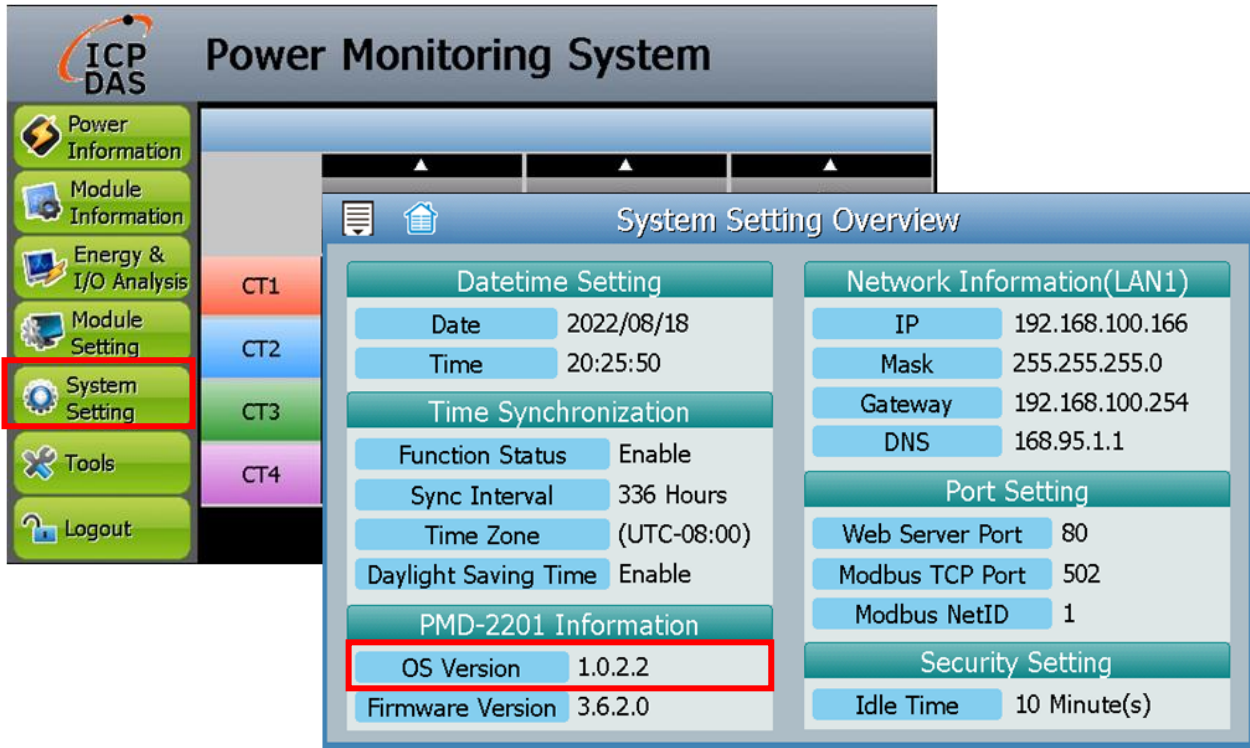 ICP
DAS
Power Monitoring System
Power
Information
Module
Information
Energy &
I/O Analysis
Module
Setting
System
Setting
Tools
Logout
CT1
CT2
CT3
CT4
System Setting Overview
Datetime Setting
Date 2022/08/18
Time 20:25:50
Time Synchronization
Function Status Enable
Sync Interval 336 Hours
Time Zone (UTC-08:00)
Daylight Saving Time Enable
PMD-2201 Information
OS Version 1.0.2.2
Firmware Version 3.6.2.0
Network Information(LAN1)
IP 192.168.100.166
Mask 255.255.255.0
Gateway 192.168.100.254
DNS 168.95.1.1
Port Setting
Web Server Port 80
Modbus TCP Port 502
Modbus NetID 1
Security Setting
Idle Time 10 Minute(s)